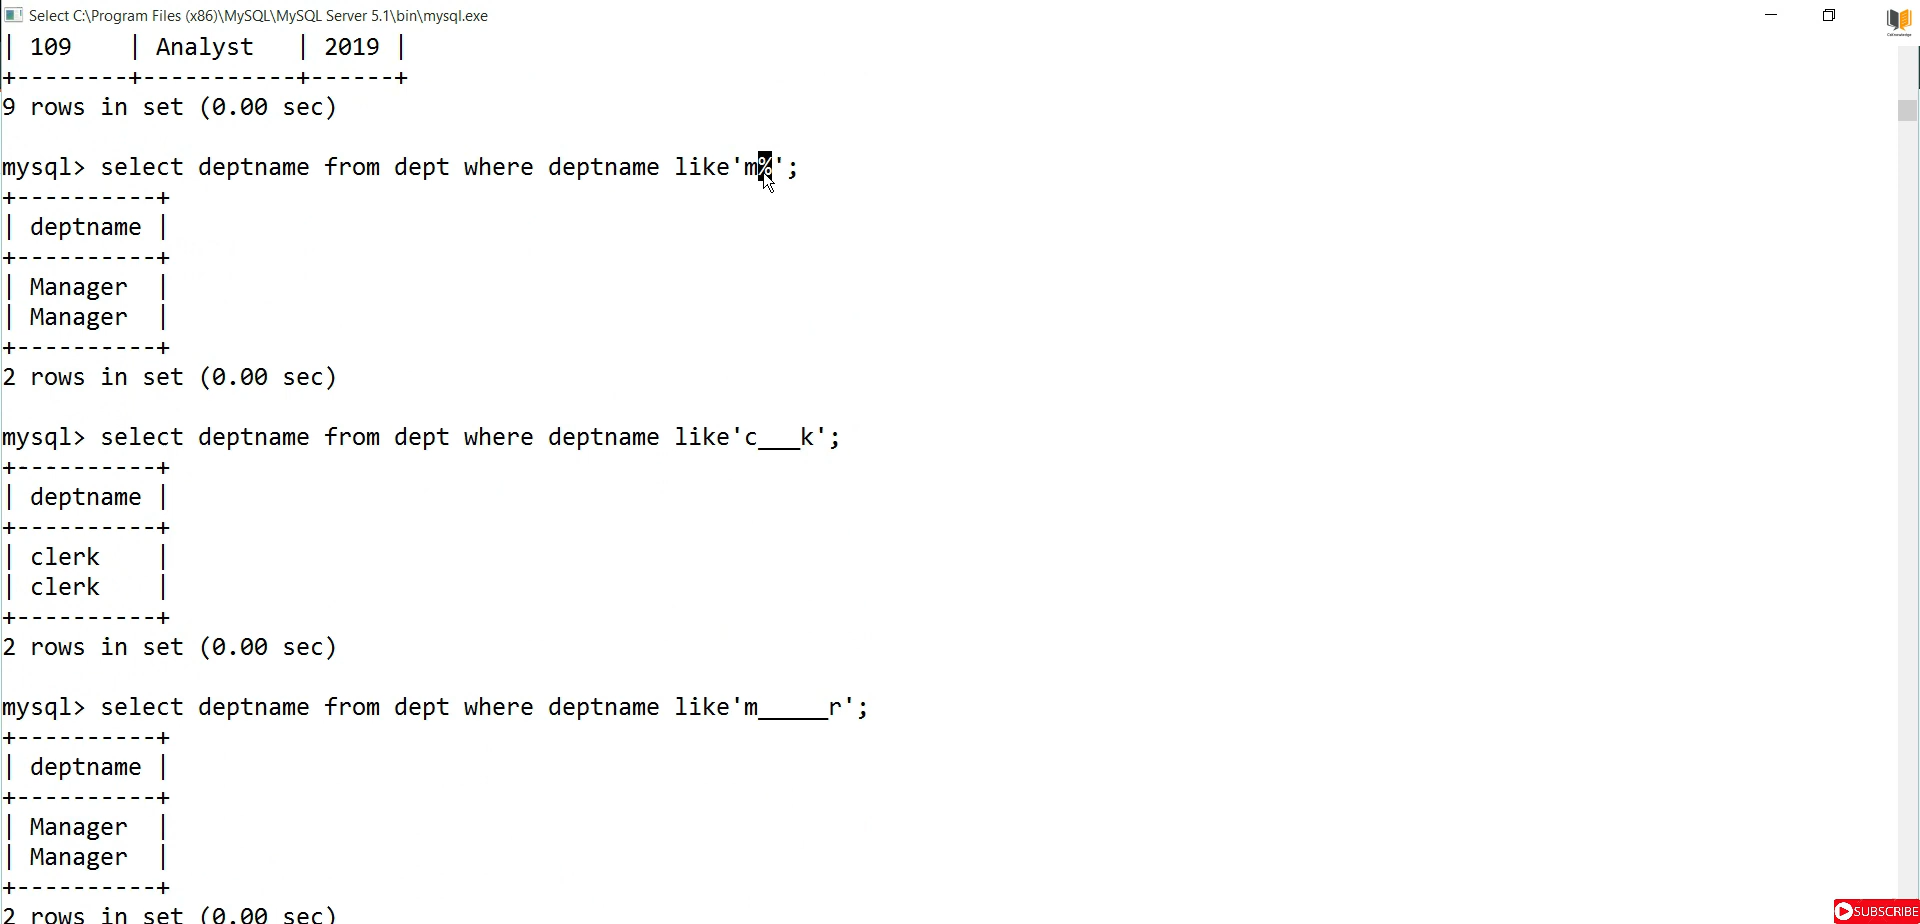 Select C:\Program Files (x86)\MySQL\MySQL Server 5.1\bin\mysql.exe
| 109    | Analyst   | 2019 |
+--------+-----------+------+
9 rows in set (0.00 sec)
mysql> select deptname from dept where deptname like'm%';
+----------+
| deptname |
+----------+
| Manager  |
| Manager  |
+----------+
2 rows in set (0.00 sec)
mysql> select deptname from dept where deptname like'c___k';
+----------+
| deptname |
+----------+
| clerk    |
| clerk    |
+----------+
2 rows in set (0.00 sec)
mysql> select deptname from dept where deptname like'm_____r';
+----------+
| deptname |
+----------+
| Manager  |
| Manager  |
+----------+
2 rows in set (0.00 sec)
SUBSCRIBE